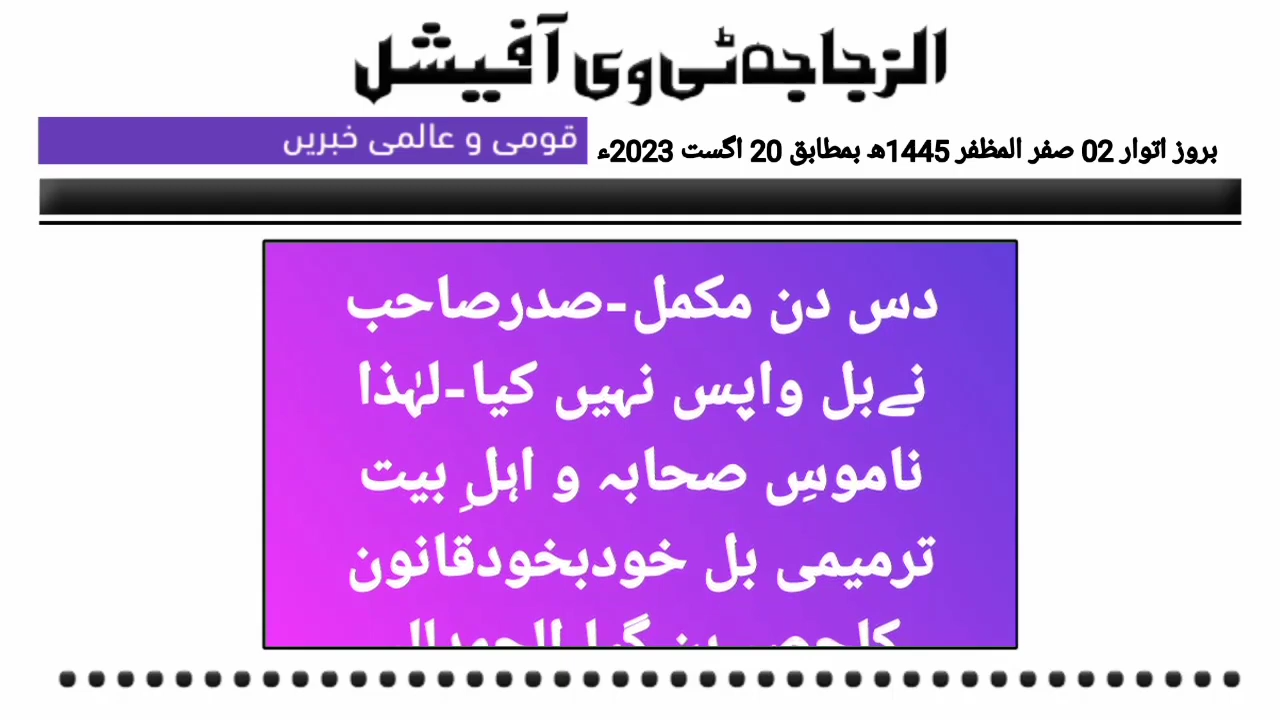 الزجاجہ ٹی وی آفیشل
بروز اتوار 02 صفر المظفر 1445ھ بمطابق 20 اگست 2023ء
قومی و عالمی خبریں
دس دن مکمل-صدرصاحب
نےبل واپس نہیں کیا-لہٰذا
ناموسِ صحابہ و اہلِ بیت
ترمیمی بل خودبخودقانون